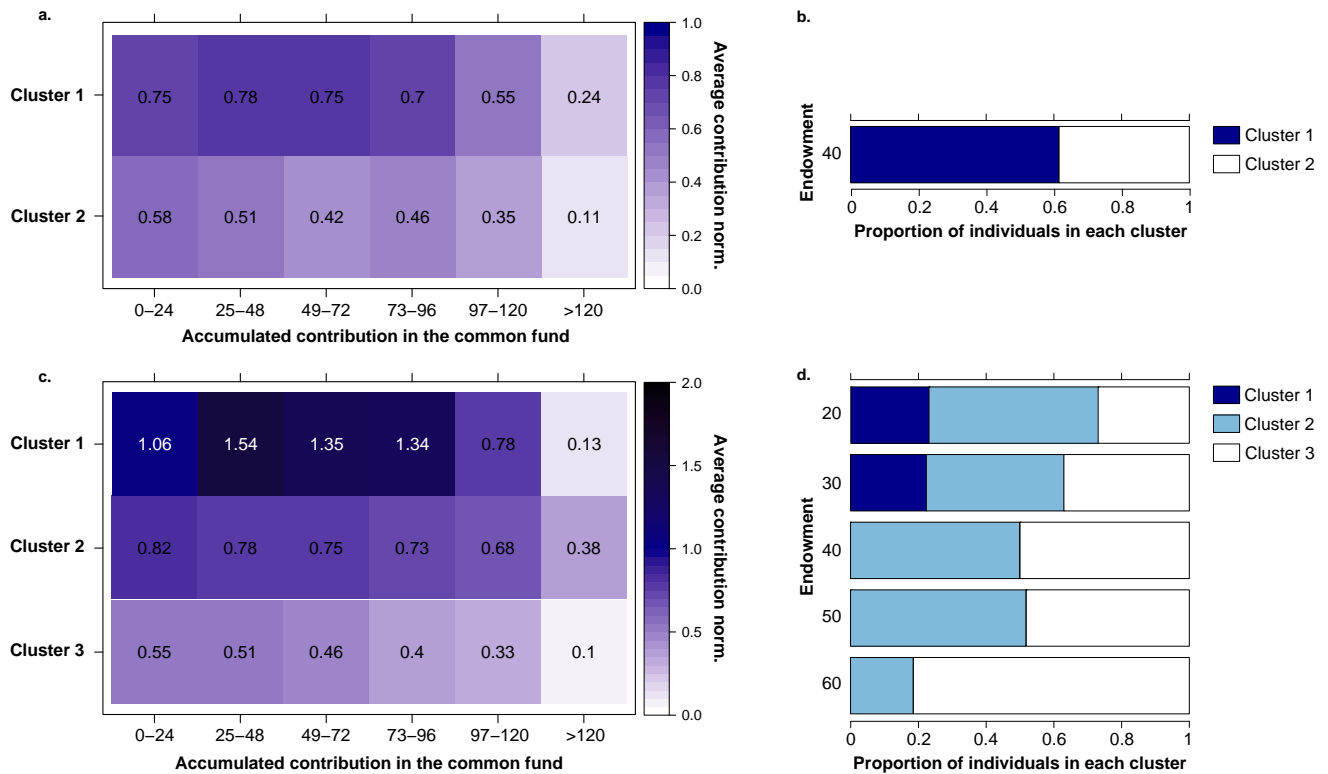 a.
Cluster 1
0.75 0.78 0.75 0.7 0.55 0.24
Cluster 2
0.58 0.51 0.42 0.46 0.35 0.11
0−24 25−48 49−72 73−96 97−120 >120
Accumulated contribution in the common fund
1.0
0.8
0.6
0.4
0.2
0.0
Average contribution norm.
b.
Endowment
40
0 0.2 0.4 0.6 0.8 1
Proportion of individuals in each cluster
Cluster 1
Cluster 2
c.
Cluster 1
1.06 1.54 1.35 1.34 0.78 0.13
Cluster 2
0.82 0.78 0.75 0.73 0.68 0.38
Cluster 3
0.55 0.51 0.46 0.4 0.33 0.1
0−24 25−48 49−72 73−96 97−120 >120
Accumulated contribution in the common fund
2.0
1.5
1.0
0.5
0.0
Average contribution norm.
d.
Endowment
20
30
40
50
60
0 0.2 0.4 0.6 0.8 1
Proportion of individuals in each cluster
Cluster 1
Cluster 2
Cluster 3